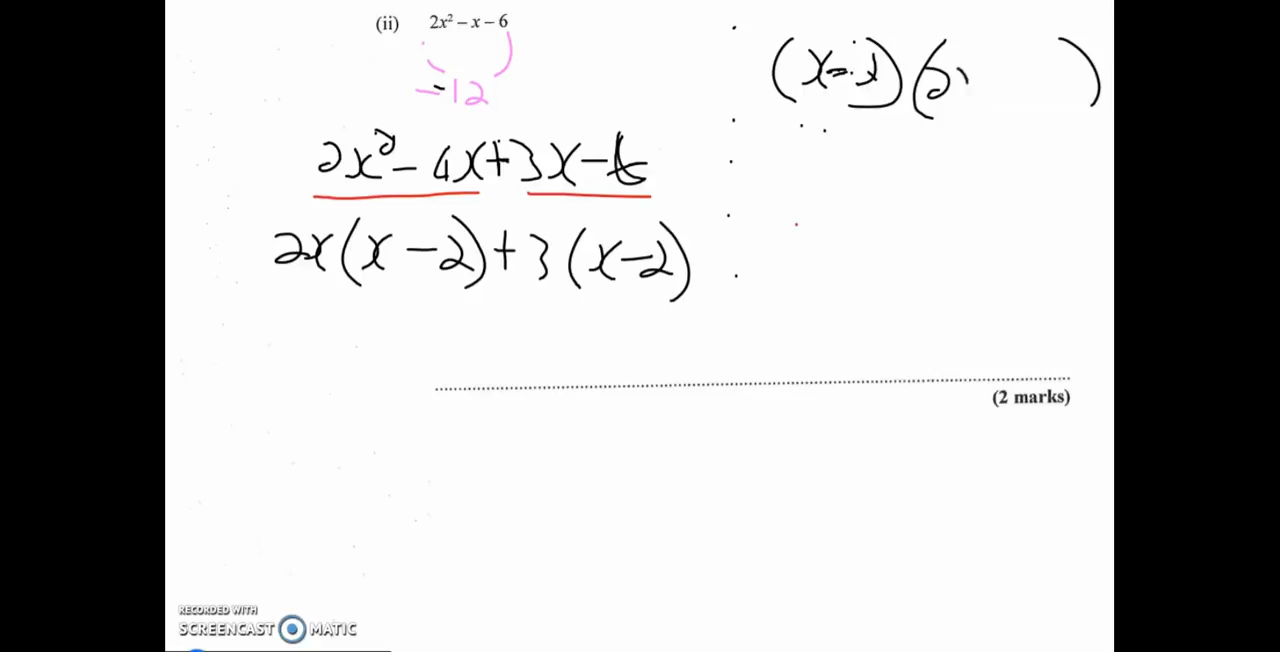 (ii) 2x² − x − 6
−12
(x−2)(2x )
2x² − 4x + 3x − 6
2x(x − 2) + 3(x − 2)
(2 marks)
RECORDED WITH
SCREENCAST MATIC